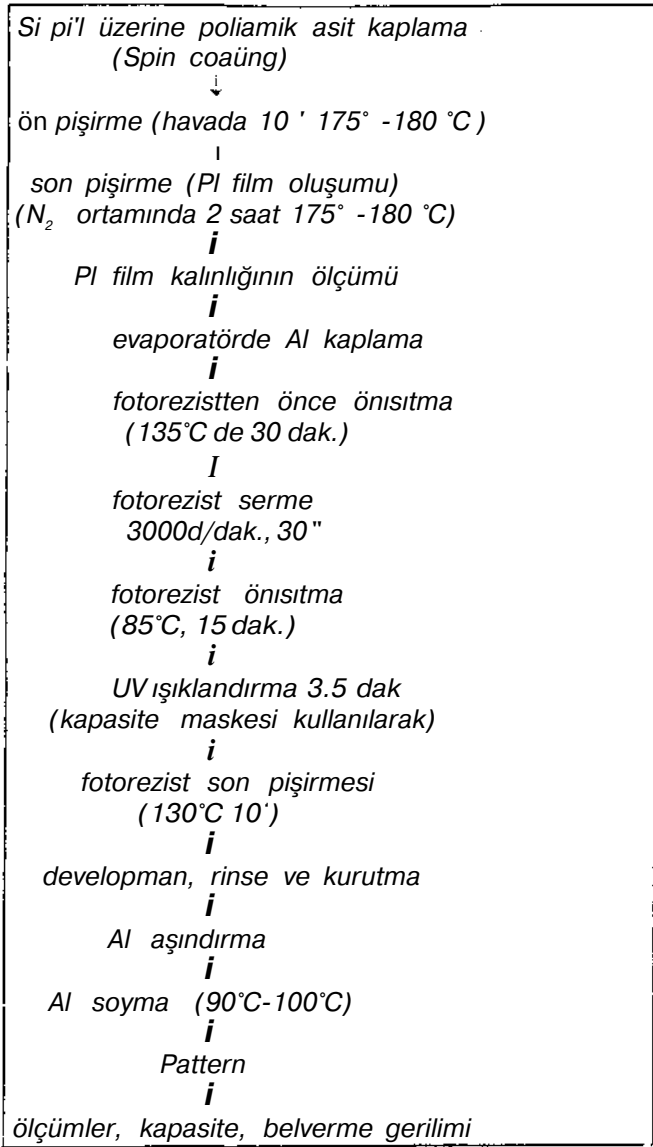 Si pi'l üzerine poliamik asit kaplama
(Spin coaüng)
i
ön pişirme (havada 10 ' 175° -180 °C)
ı
son pişirme (Pl film oluşumu)
(N₂ ortamında 2 saat 175° -180 °C)
i
Pl film kalınlığının ölçümü
i
evaporatörde Al kaplama
i
fotorezistten önce önısıtma
(135°C de 30 dak.)
I
fotorezist serme
3000d/dak., 30"
i
fotorezist önısıtma
(85°C, 15 dak.)
i
UV ışıklandırma 3.5 dak
(kapasite maskesi kullanılarak)
i
fotorezist son pişirmesi
(130°C 10‘)
i
developman, rinse ve kurutma
i
Al aşındırma
i
Al soyma (90°C-100°C)
i
Pattern
i
ölçümler, kapasite, belverme gerilimi